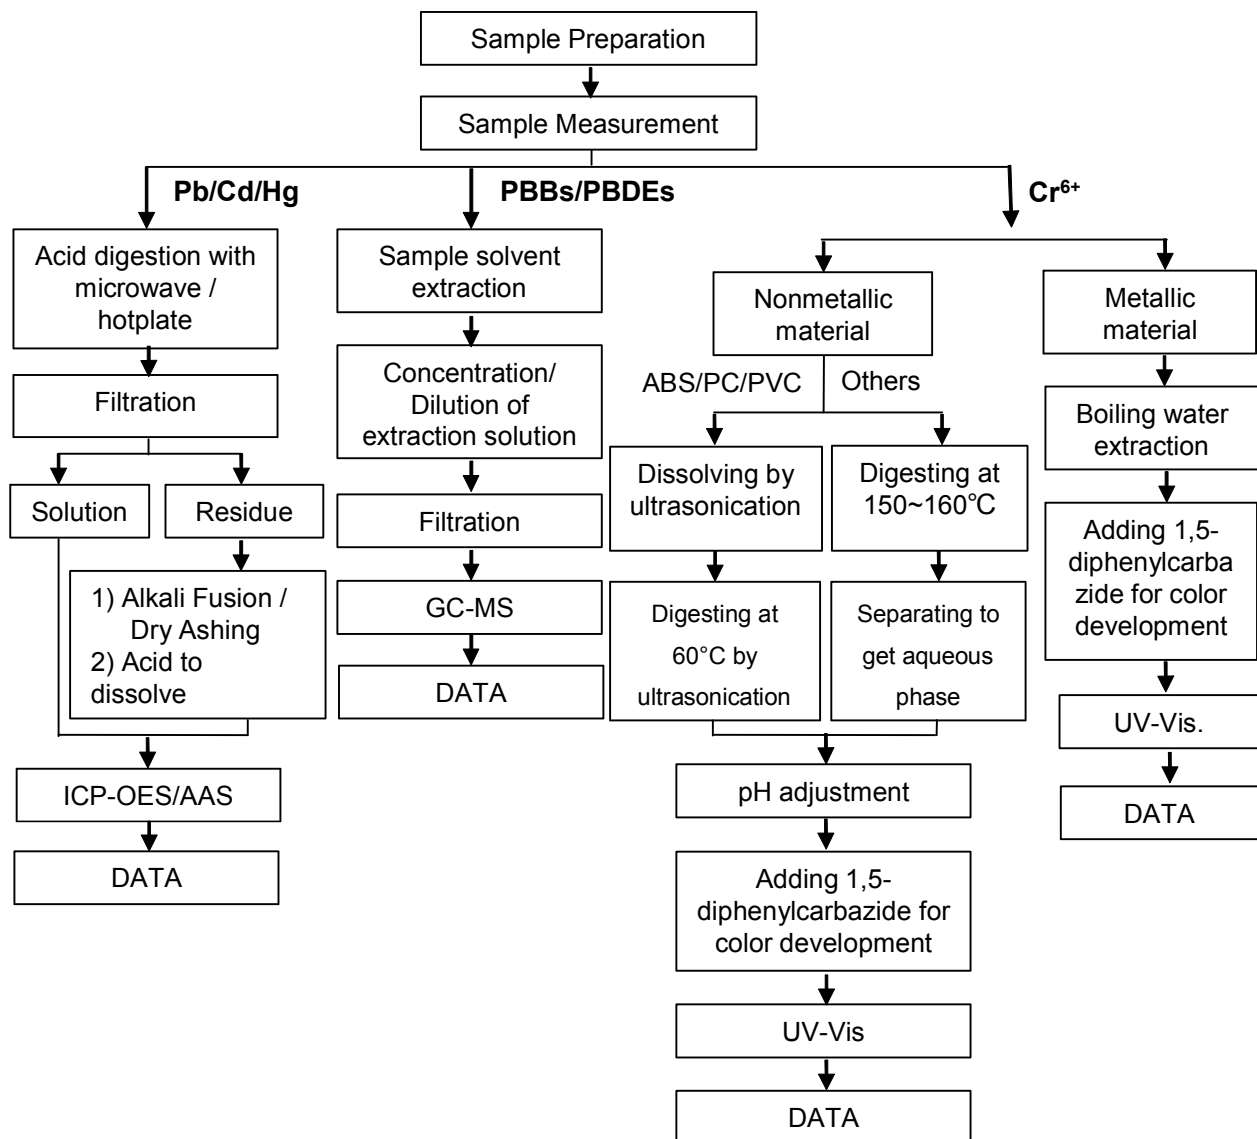 Sample Preparation
Sample Measurement
Pb/Cd/Hg
PBBs/PBDEs
Cr⁶⁺
Acid digestion with
microwave /
hotplate
Filtration
Solution
Residue
1) Alkali Fusion /
Dry Ashing
2) Acid to
dissolve
ICP-OES/AAS
DATA
Sample solvent
extraction
Concentration/
Dilution of
extraction solution
Filtration
GC-MS
DATA
Nonmetallic
material
ABS/PC/PVC
Others
Dissolving by
ultrasonication
Digesting at
60°C by
ultrasonication
Digesting at
150~160℃
Separating to
get aqueous
phase
pH adjustment
Adding 1,5-
diphenylcarbazide for
color development
UV-Vis
DATA
Metallic
material
Boiling water
extraction
Adding 1,5-
diphenylcarba
zide for color
development
UV-Vis.
DATA